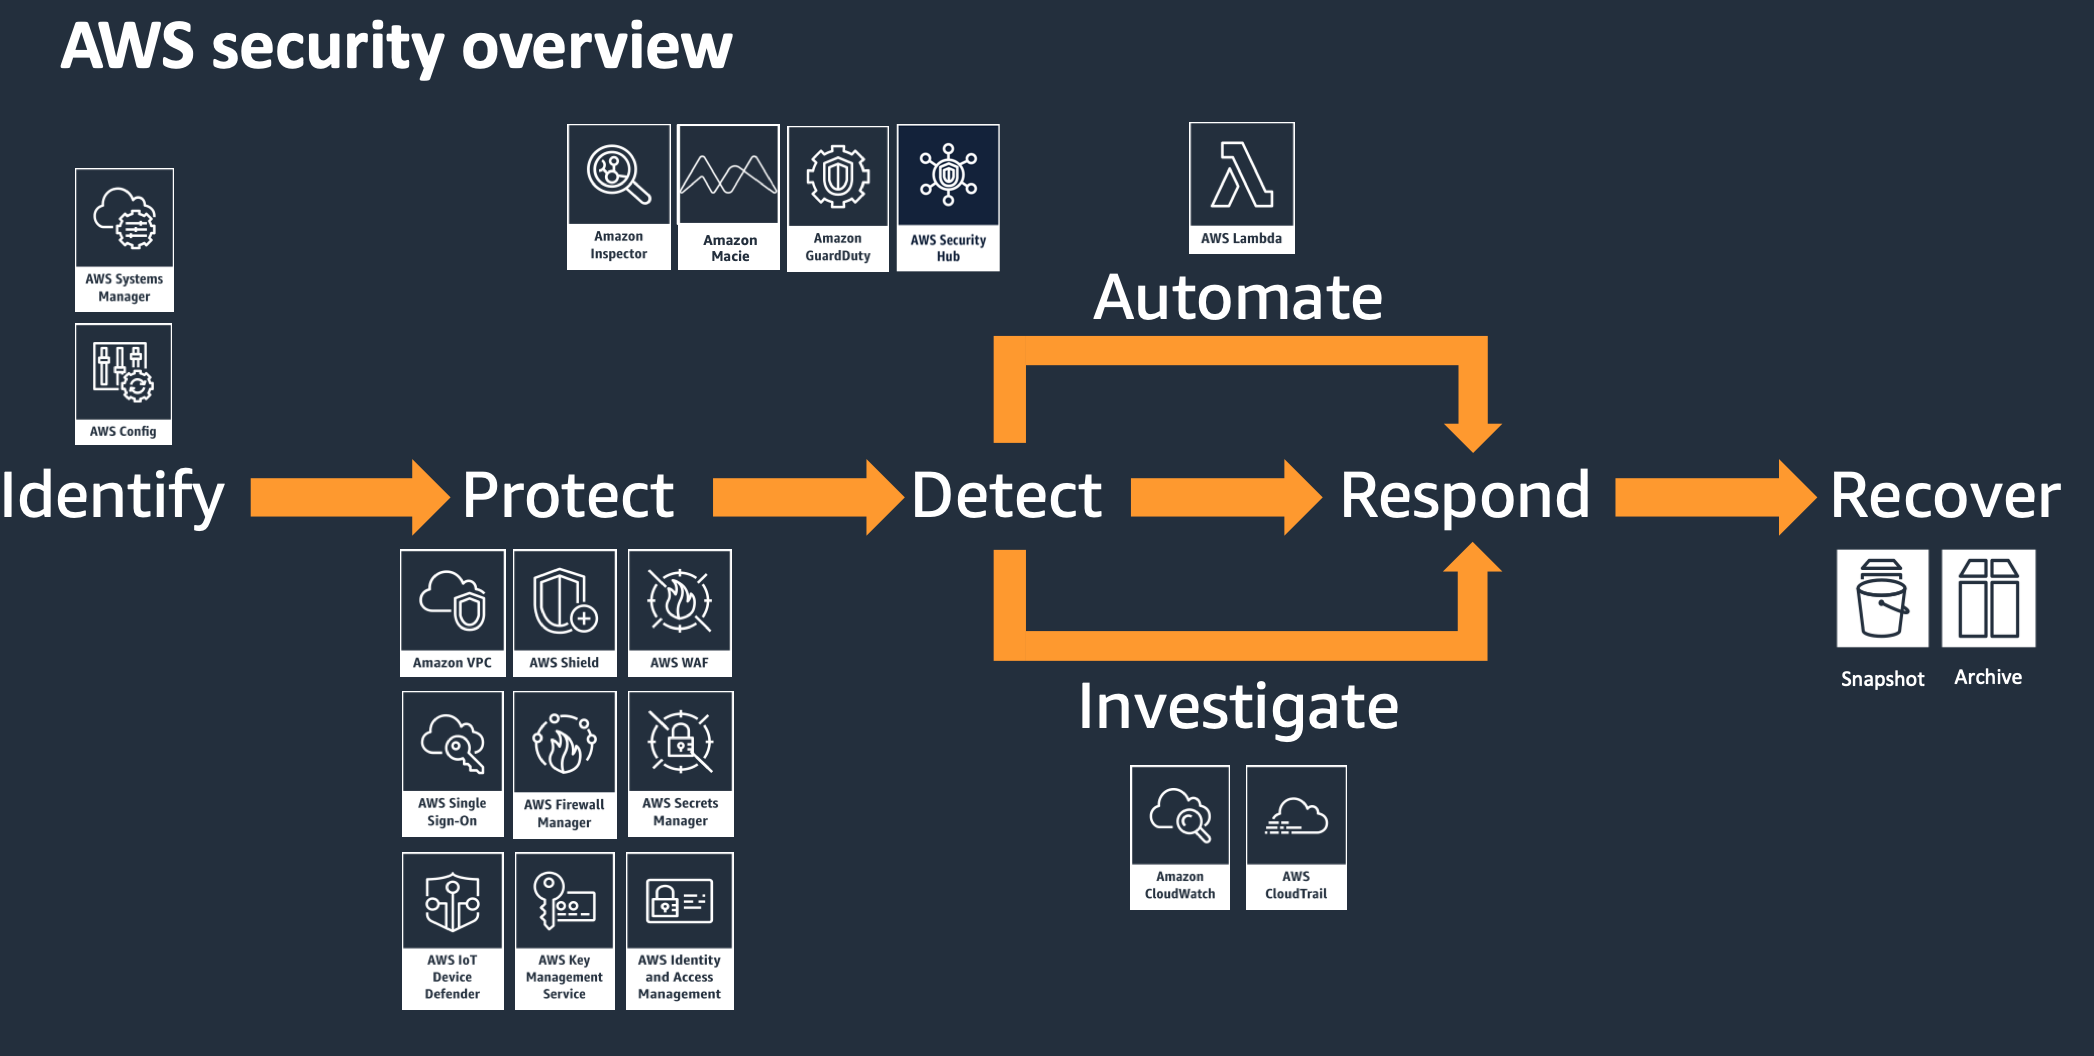 AWS security overview
AWS Systems
Manager
AWS Config
Amazon
Inspector
Amazon
Macie
Amazon
GuardDuty
AWS Security
Hub
AWS Lambda
Automate
Identify
Protect
Detect
Respond
Recover
Amazon VPC
AWS Shield
AWS WAF
AWS Single
Sign-On
AWS Firewall
Manager
AWS Secrets
Manager
AWS IoT
Device
Defender
AWS Key
Management
Service
AWS Identity
and Access
Management
Investigate
Amazon
CloudWatch
AWS
CloudTrail
Snapshot
Archive